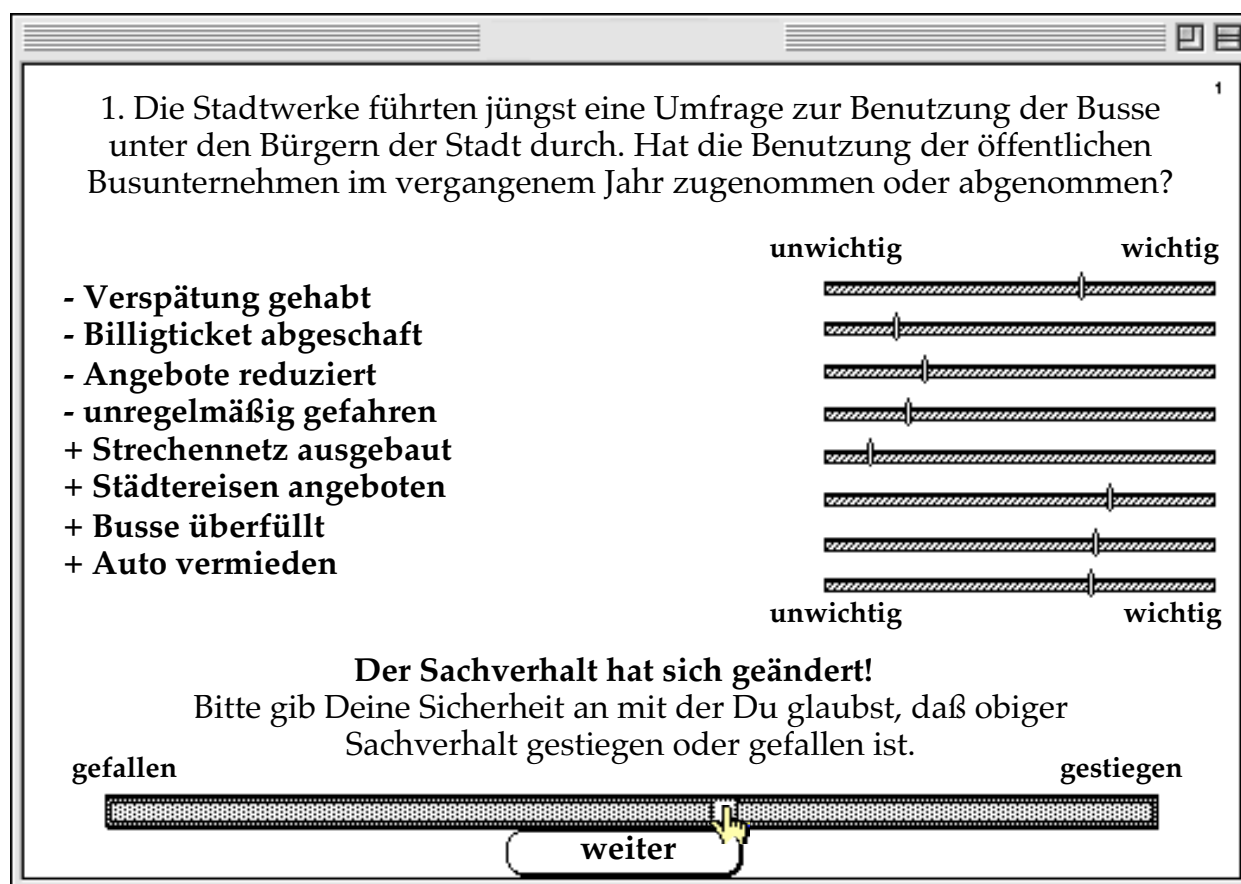 1
1. Die Stadtwerke führten jüngst eine Umfrage zur Benutzung der Busse
unter den Bürgern der Stadt durch. Hat die Benutzung der öffentlichen
Busunternehmen im vergangenem Jahr zugenommen oder abgenommen?
unwichtig wichtig
- Verspätung gehabt
- Billigticket abgeschaft
- Angebote reduziert
- unregelmäßig gefahren
+ Strechennetz ausgebaut
+ Städtereisen angeboten
+ Busse überfüllt
+ Auto vermieden
unwichtig wichtig
Der Sachverhalt hat sich geändert!
Bitte gib Deine Sicherheit an mit der Du glaubst, daß obiger
Sachverhalt gestiegen oder gefallen ist.
gefallen gestiegen
weiter